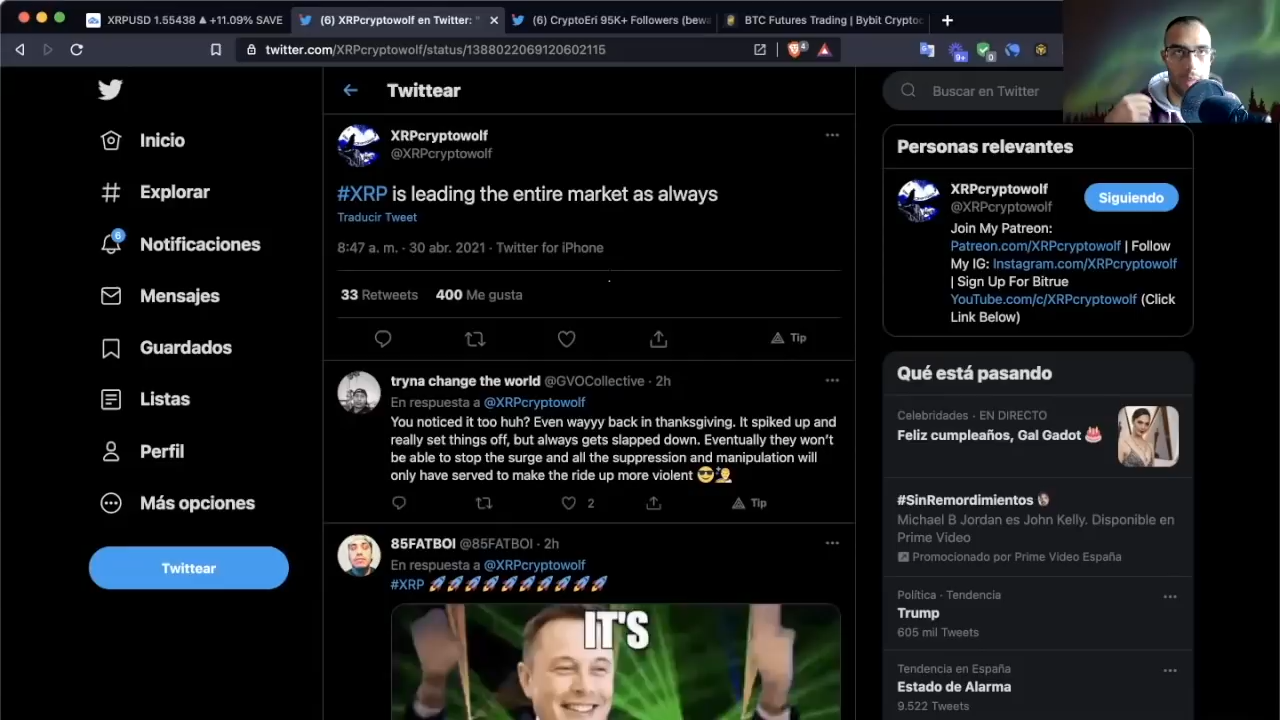 XRPUSD 1.55438 ▲ +11.09% SAVE
(6) XRPcryptowolf en Twitter: "
(6) CryptoEri 95K+ Followers (bewa
BTC Futures Trading | Bybit Cryptoc
twitter.com/XRPcryptowolf/status/1388022069120602115
4
9+
0
Twittear
Buscar en Twitter
Inicio
Explorar
6
Notificaciones
Mensajes
Guardados
Listas
Perfil
Más opciones
Twittear
XRPcryptowolf
@XRPcryptowolf
#XRP is leading the entire market as always
Traducir Tweet
8:47 a. m. · 30 abr. 2021 · Twitter for iPhone
33 Retweets 400 Me gusta
Tip
tryna change the world @GVOCollective · 2h
En respuesta a @XRPcryptowolf
You noticed it too huh? Even wayyy back in thanksgiving. It spiked up and
really set things off, but always gets slapped down. Eventually they won't
be able to stop the surge and all the suppression and manipulation will
only have served to make the ride up more violent 😎
2 Tip
85FATBOI @85FATBOI · 2h
En respuesta a @XRPcryptowolf
#XRP 🚀🚀🚀🚀🚀🚀🚀🚀🚀🚀
IT'S
Personas relevantes
XRPcryptowolf
@XRPcryptowolf
Siguiendo
Join My Patreon:
Patreon.com/XRPcryptowolf | Follow
My IG: Instagram.com/XRPcryptowolf
| Sign Up For Bitrue
YouTube.com/c/XRPcryptowolf (Click
Link Below)
Qué está pasando
Celebridades · EN DIRECTO
Feliz cumpleaños, Gal Gadot 🎂
#SinRemordimientos
Michael B Jordan es John Kelly. Disponible en
Prime Video
Promocionado por Prime Video España
Política · Tendencia
Trump
605 mil Tweets
Tendencia en España
Estado de Alarma
9.522 Tweets